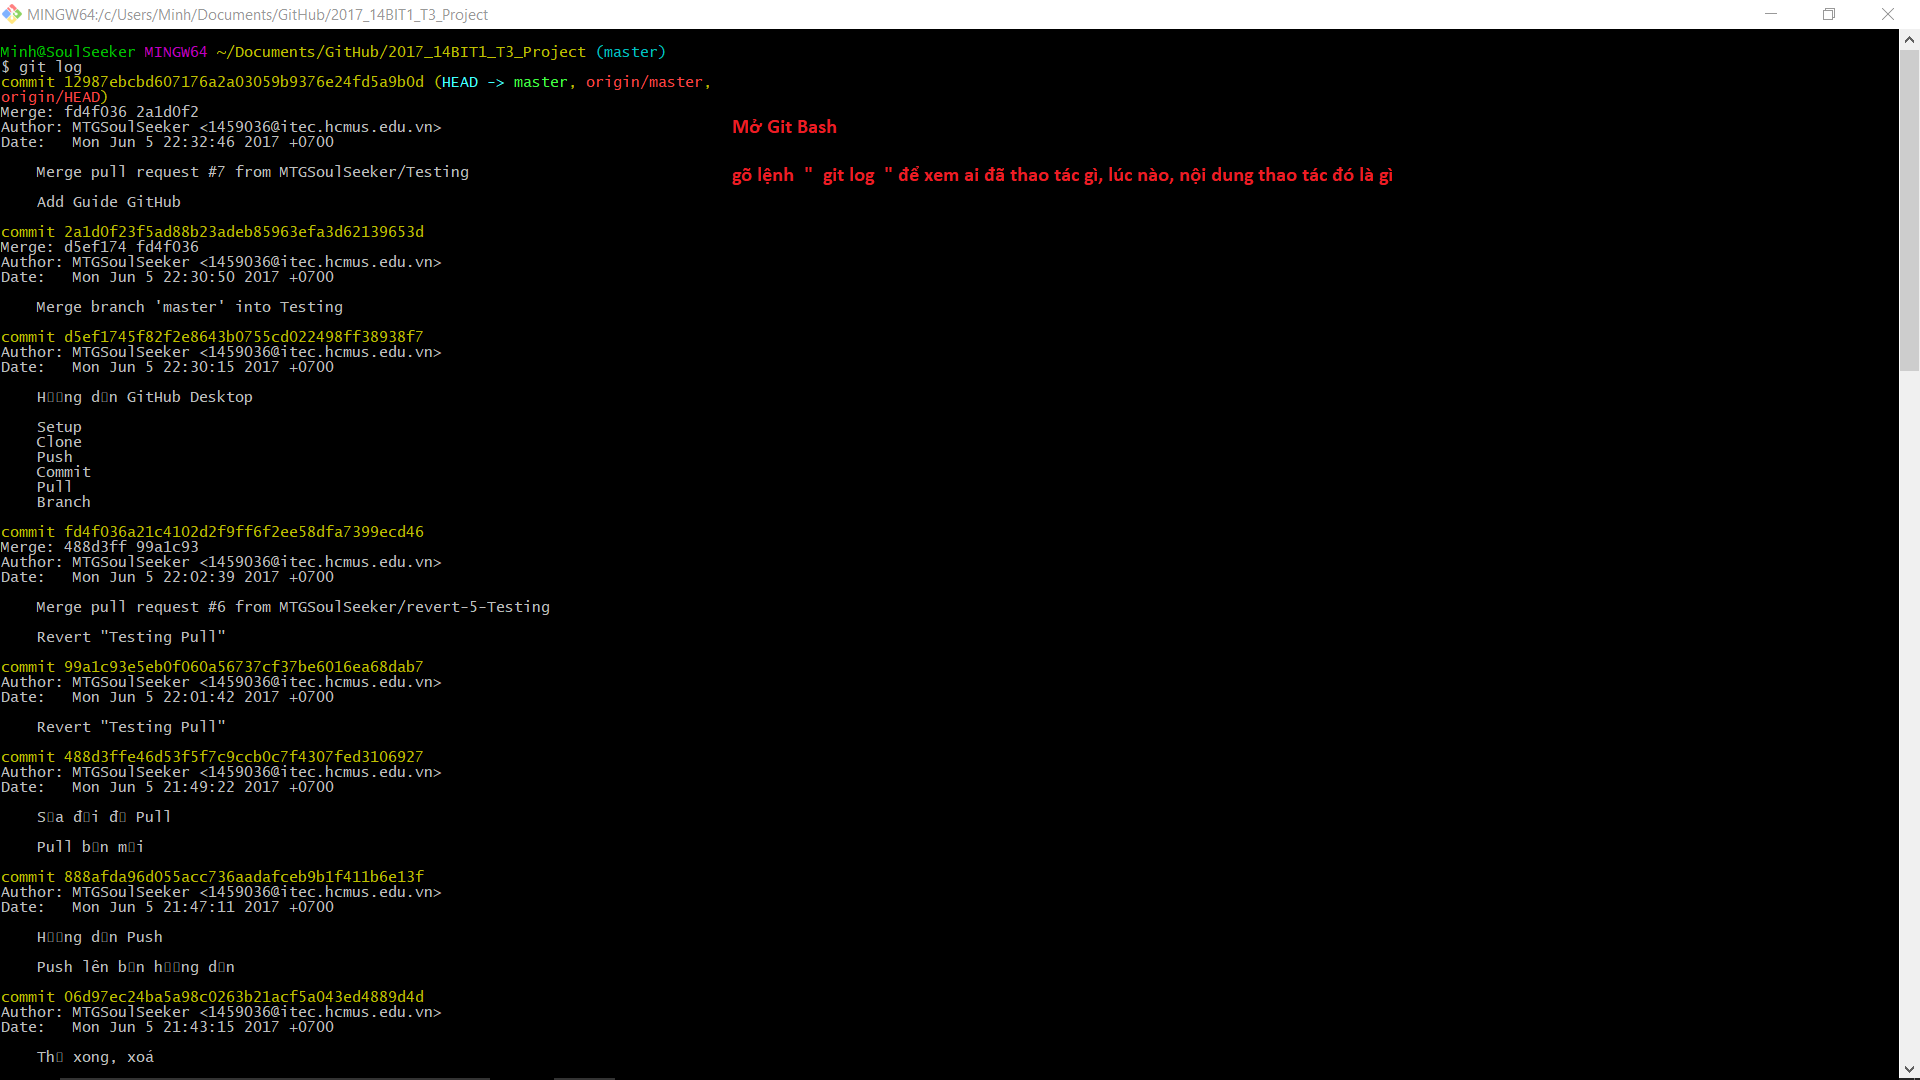 MINGW64:/c/Users/Minh/Documents/GitHub/2017_14BIT1_T3_Project
Minh@SoulSeeker MINGW64 ~/Documents/GitHub/2017_14BIT1_T3_Project (master)
$ git log
commit 12987ebcbd607176a2a03059b9376e24fd5a9b0d (HEAD -> master, origin/master,
origin/HEAD)
Merge: fd4f036 2a1d0f2
Author: MTGSoulSeeker <1459036@itec.hcmus.edu.vn>
Mở Git Bash
Date:   Mon Jun 5 22:32:46 2017 +0700
Merge pull request #7 from MTGSoulSeeker/Testing
gõ lệnh " git log " để xem ai đã thao tác gì, lúc nào, nội dung thao tác đó là gì
Add Guide GitHub
commit 2a1d0f23f5ad88b23adeb85963efa3d62139653d
Merge: d5ef174 fd4f036
Author: MTGSoulSeeker <1459036@itec.hcmus.edu.vn>
Date:   Mon Jun 5 22:30:50 2017 +0700
Merge branch 'master' into Testing
commit d5ef1745f82f2e8643b0755cd022498ff38938f7
Author: MTGSoulSeeker <1459036@itec.hcmus.edu.vn>
Date:   Mon Jun 5 22:30:15 2017 +0700
H▯▯ng d▯n GitHub Desktop
Setup
Clone
Push
Commit
Pull
Branch
commit fd4f036a21c4102d2f9ff6f2ee58dfa7399ecd46
Merge: 488d3ff 99a1c93
Author: MTGSoulSeeker <1459036@itec.hcmus.edu.vn>
Date:   Mon Jun 5 22:02:39 2017 +0700
Merge pull request #6 from MTGSoulSeeker/revert-5-Testing
Revert "Testing Pull"
commit 99a1c93e5eb0f060a56737cf37be6016ea68dab7
Author: MTGSoulSeeker <1459036@itec.hcmus.edu.vn>
Date:   Mon Jun 5 22:01:42 2017 +0700
Revert "Testing Pull"
commit 488d3ffe46d53f5f7c9ccb0c7f4307fed3106927
Author: MTGSoulSeeker <1459036@itec.hcmus.edu.vn>
Date:   Mon Jun 5 21:49:22 2017 +0700
S▯a đ▯i đ▯ Pull
Pull b▯n m▯i
commit 888afda96d055acc736aadafceb9b1f411b6e13f
Author: MTGSoulSeeker <1459036@itec.hcmus.edu.vn>
Date:   Mon Jun 5 21:47:11 2017 +0700
H▯▯ng d▯n Push
Push lên b▯n h▯▯ng d▯n
commit 06d97ec24ba5a98c0263b21acf5a043ed4889d4d
Author: MTGSoulSeeker <1459036@itec.hcmus.edu.vn>
Date:   Mon Jun 5 21:43:15 2017 +0700
Th▯ xong, xoá